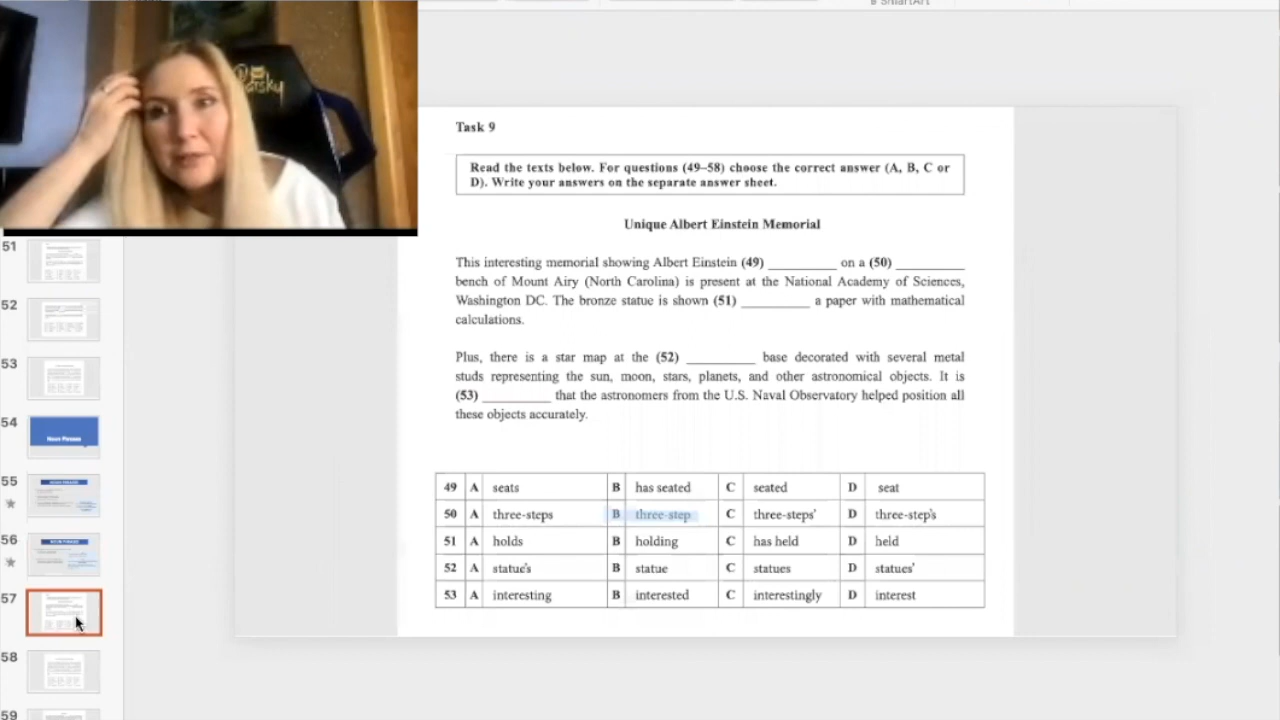 SmartArt
Task 9
Read the texts below. For questions (49–58) choose the correct answer (A, B, C or
D). Write your answers on the separate answer sheet.
Unique Albert Einstein Memorial
This interesting memorial showing Albert Einstein (49) __________ on a (50) __________
bench of Mount Airy (North Carolina) is present at the National Academy of Sciences,
Washington DC. The bronze statue is shown (51) __________ a paper with mathematical
calculations.
Plus, there is a star map at the (52) __________ base decorated with several metal
studs representing the sun, moon, stars, planets, and other astronomical objects. It is
(53) __________ that the astronomers from the U.S. Naval Observatory helped position all
these objects accurately.
49 A seats B has seated C seated D seat
50 A three-steps B three-step C three-steps' D three-step's
51 A holds B holding C has held D held
52 A statue's B statue C statues D statues'
53 A interesting B interested C interestingly D interest
51
52
53
54
55
56
57
58
59